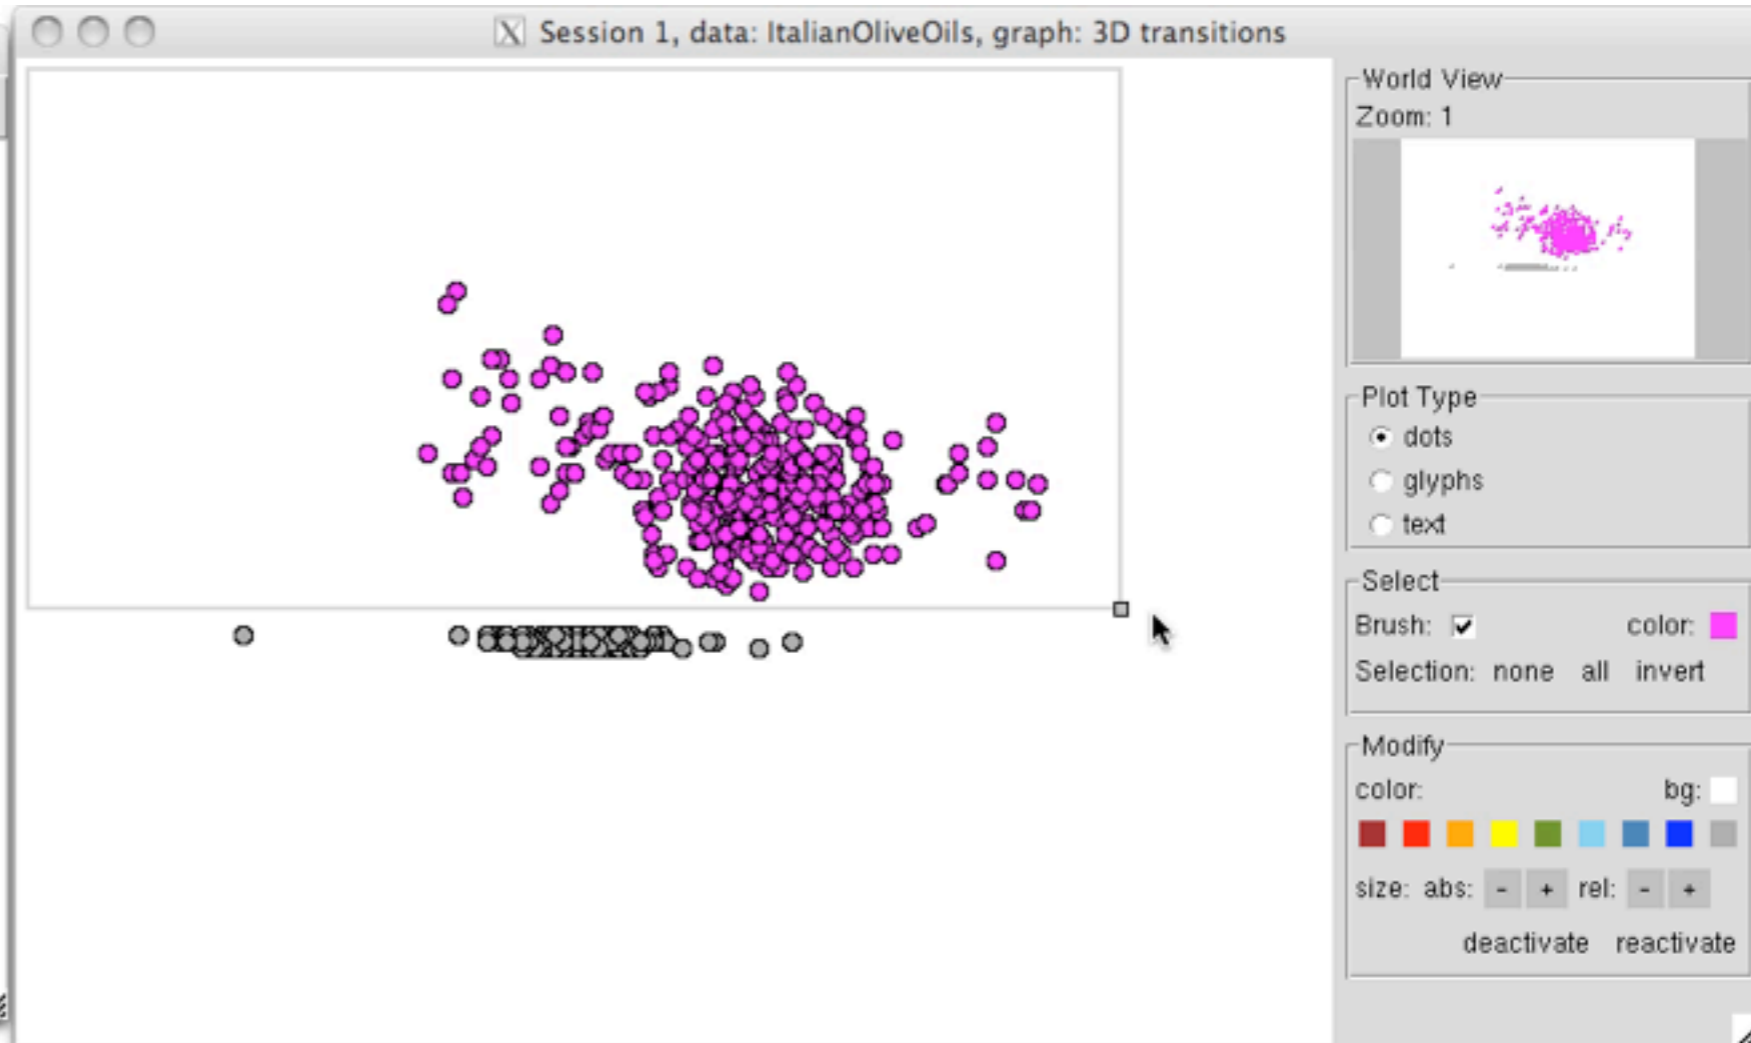 Session 1, data: ItalianOliveOils, graph: 3D transitions
World View
Zoom: 1
Plot Type
dots
glyphs
text
Select
Brush: color:
Selection: none all invert
Modify
color: bg:
size: abs: - + rel: - +
deactivate reactivate